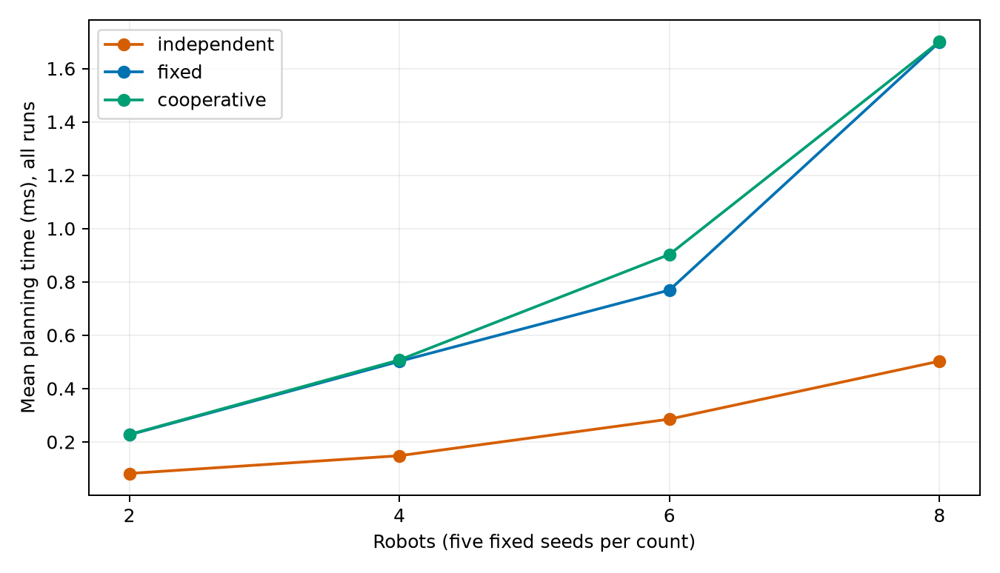 independent
fixed
cooperative
1.6
1.4
1.2
1.0
0.8
0.6
0.4
0.2
Mean planning time (ms), all runs
2 4 6 8
Robots (five fixed seeds per count)